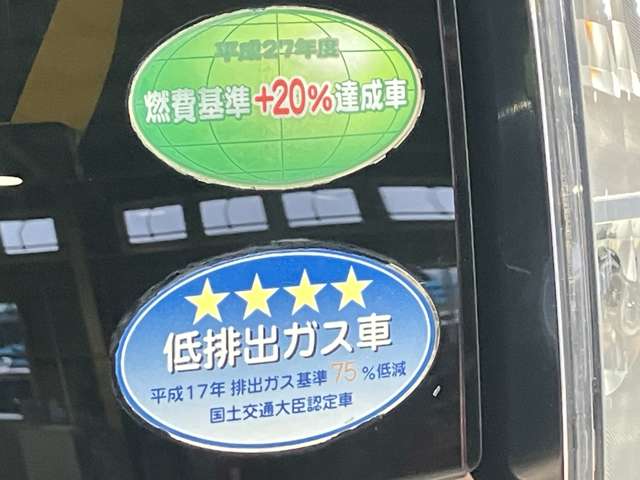 平成27年度
燃費基準+20%達成車
★★★★
低排出ガス車
平成17年 排出ガス基準 75 %低減
国土交通大臣認定車